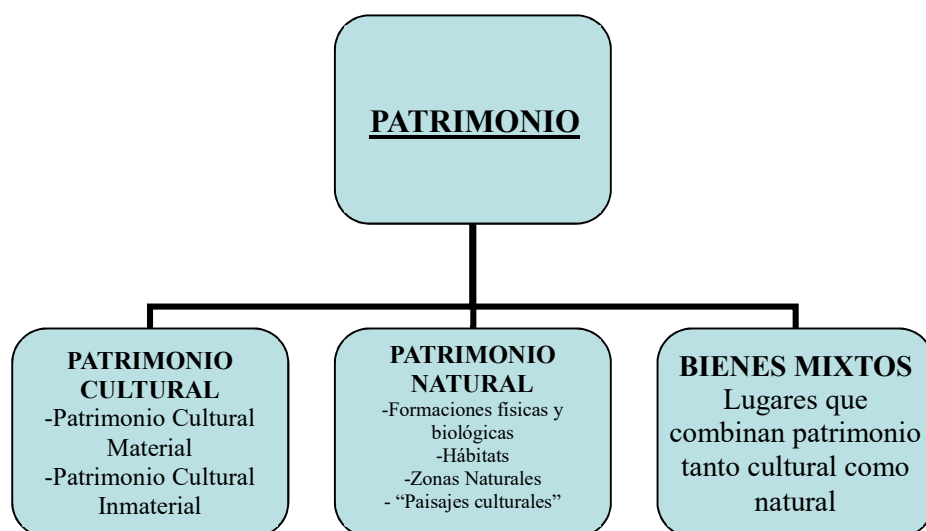 PATRIMONIO
PATRIMONIO
CULTURAL
-Patrimonio Cultural
Material
-Patrimonio Cultural
Inmaterial
PATRIMONIO
NATURAL
-Formaciones físicas y
biológicas
-Hábitats
-Zonas Naturales
- “Paisajes culturales”
BIENES MIXTOS
Lugares que
combinan patrimonio
tanto cultural como
natural